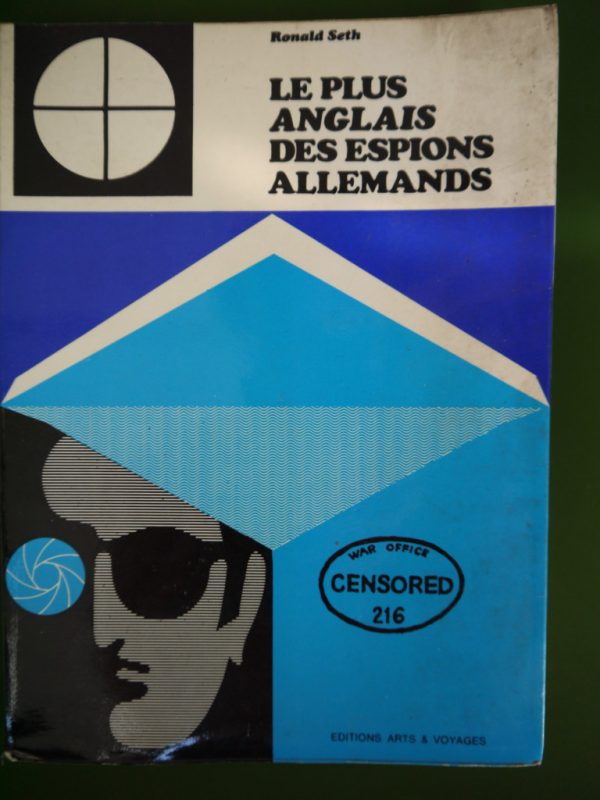 Ronald Seth
LE PLUS
ANGLAIS
DES ESPIONS
ALLEMANDS
WAR OFFICE
CENSORED
216
EDITIONS ARTS & VOYAGES